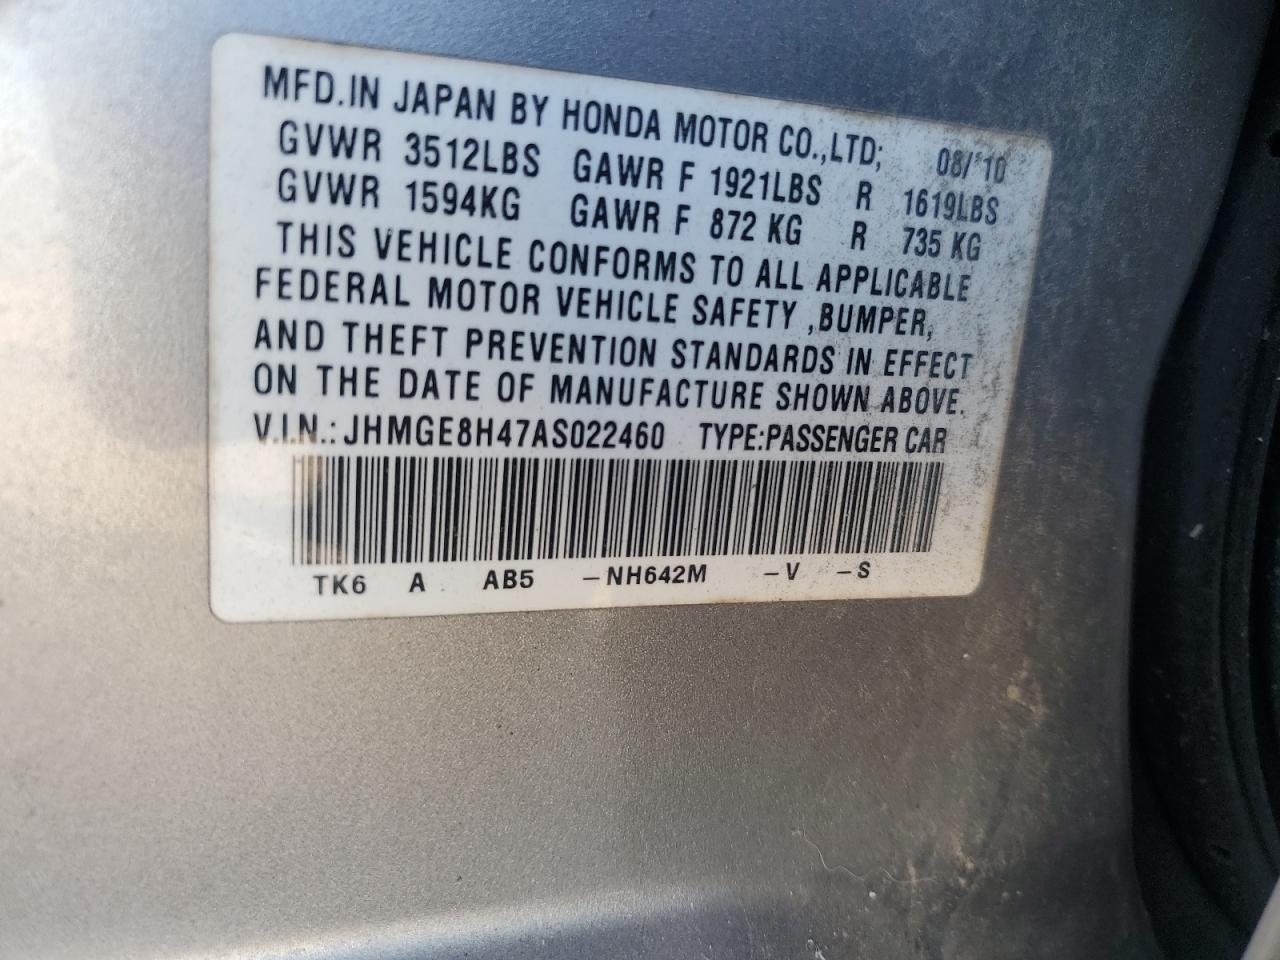 MFD.IN JAPAN BY HONDA MOTOR CO.,LTD; 08/'10
GVWR 3512LBS GAWR F 1921LBS R 1619LBS
GVWR 1594KG GAWR F 872 KG R 735 KG
THIS VEHICLE CONFORMS TO ALL APPLICABLE
FEDERAL MOTOR VEHICLE SAFETY ,BUMPER,
AND THEFT PREVENTION STANDARDS IN EFFECT
ON THE DATE OF MANUFACTURE SHOWN ABOVE.
V.I.N.: JHMGE8H47AS022460 TYPE:PASSENGER CAR
TK6 A AB5 -NH642M -V -S